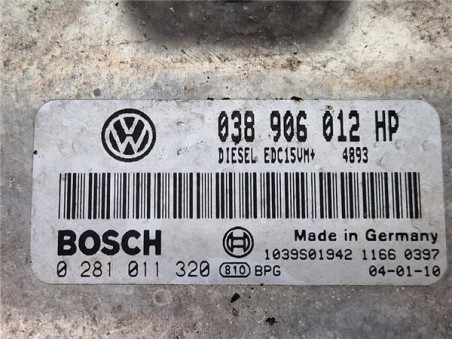 038 906 012 HP
DIESEL EDC15VM+ 4893
BOSCH
Made in Germany
1039S01942 1166 0397
0 281 011 320 810 BPG 04-01-10